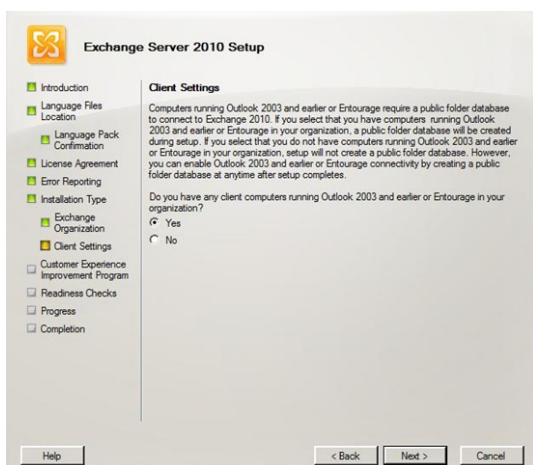 Exchange Server 2010 Setup
Introduction
Language Files
Location
Language Pack
Confirmation
License Agreement
Error Reporting
Installation Type
Exchange
Organization
Client Settings
Customer Experience
Improvement Program
Readiness Checks
Progress
Completion
Client Settings
Computers running Outlook 2003 and earlier or Entourage require a public folder database
to connect to Exchange 2010. If you select that you have computers running Outlook
2003 and earlier or Entourage in your organization, a public folder database will be created
during setup. If you select that you do not have computers running Outlook 2003 and earlier
or Entourage in your organization, setup will not create a public folder database. However,
you can enable Outlook 2003 and earlier or Entourage connectivity by creating a public
folder database at anytime after setup completes.
Do you have any client computers running Outlook 2003 and earlier or Entourage in your
organization?
Yes
No
Help
< Back
Next >
Cancel